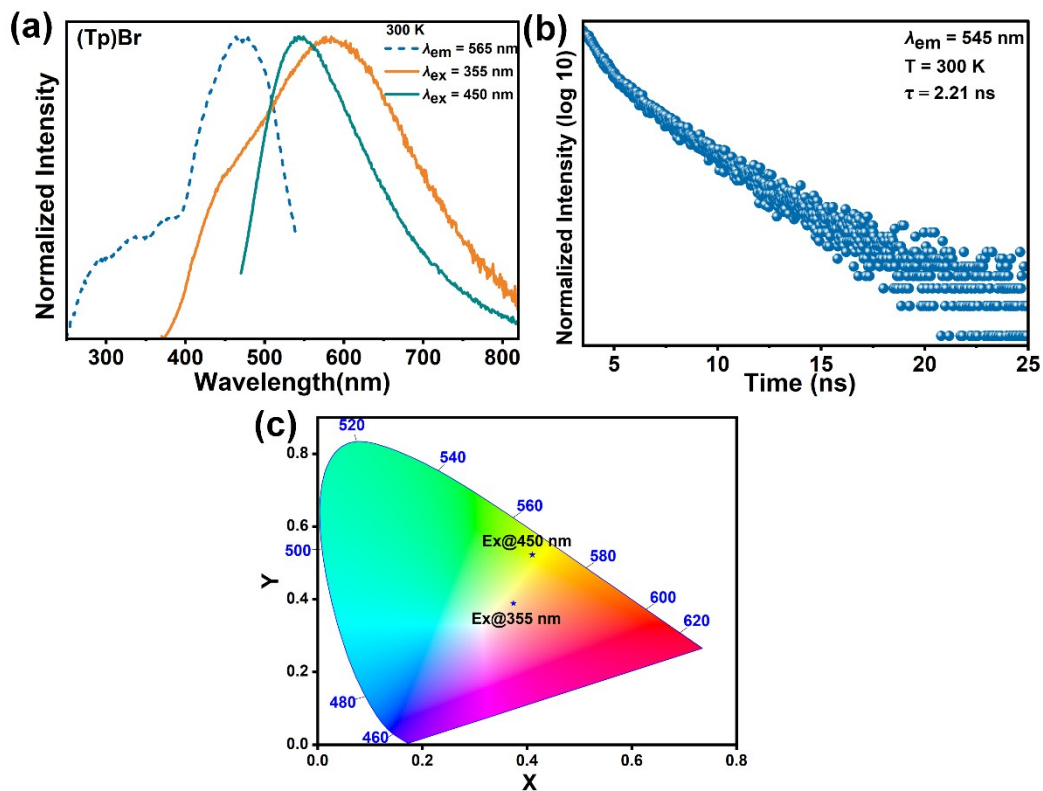 (a)
(Tp)Br
300 K
λem = 565 nm
λex = 355 nm
λex = 450 nm
Normalized Intensity
300 400 500 600 700 800
Wavelength(nm)
(b)
λem = 545 nm
T = 300 K
τ = 2.21 ns
Normalized Intensity (log 10)
5 10 15 20 25
Time (ns)
(c)
520
540
560
580
600
620
500
480
460
Ex@450 nm
Ex@355 nm
0.8
0.6
0.4
0.2
0.0
Y
0.0 0.2 0.4 0.6 0.8
X